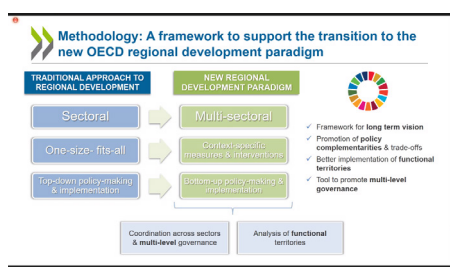 Methodology: A framework to support the transition to the
new OECD regional development paradigm
TRADITIONAL APPROACH TO
REGIONAL DEVELOPMENT
NEW REGIONAL
DEVELOPMENT PARADIGM
Sectoral
Multi-sectoral
One-size- fits-all
Context-specific
measures & interventions
Top-down policy-making
& implementation
Bottom-up policy-making &
implementation
✓ Framework for long term vision
✓ Promotion of policy
complementarities & trade-offs
✓ Better implementation of functional
territories
✓ Tool to promote multi-level
governance
Coordination across sectors
& multi-level governance
Analysis of functional
territories